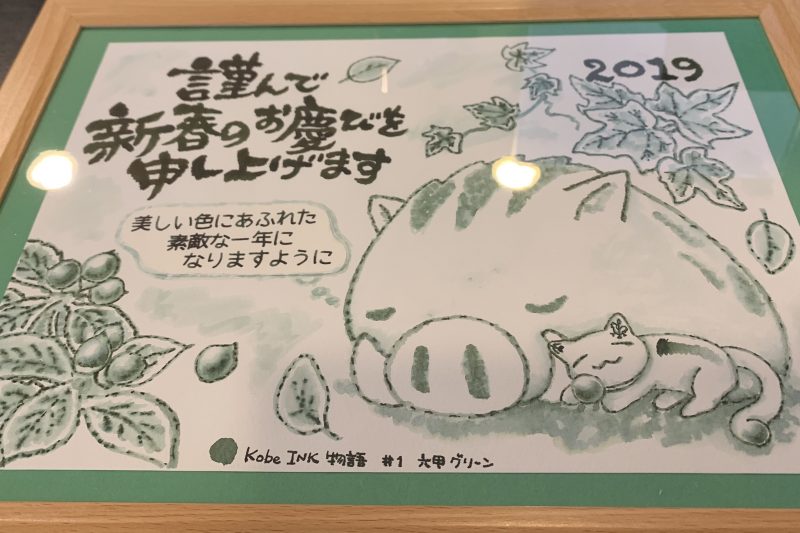 謹んで
新春のお慶びを
申し上げます
2019
美しい色にあふれた
素敵な一年に
なりますように
Kobe INK 物語 #1 六甲グリーン